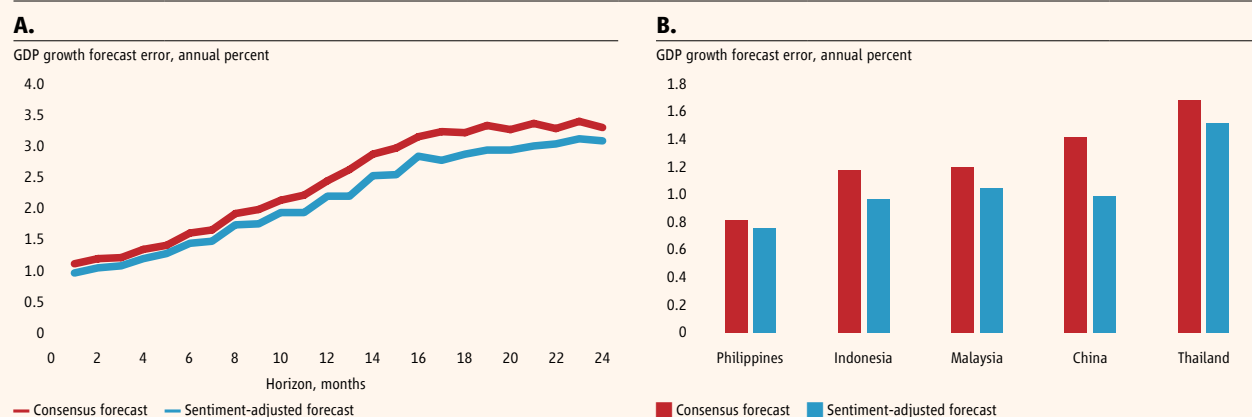 A.
GDP growth forecast error, annual percent
4.0
3.5
3.0
2.5
2.0
1.5
1.0
0.5
0
0 2 4 6 8 10 12 14 16 18 20 22 24
Horizon, months
Consensus forecast Sentiment-adjusted forecast
B.
GDP growth forecast error, annual percent
1.8
1.6
1.4
1.2
1.0
0.8
0.6
0.4
0.2
0
Philippines Indonesia Malaysia China Thailand
Consensus forecast Sentiment-adjusted forecast